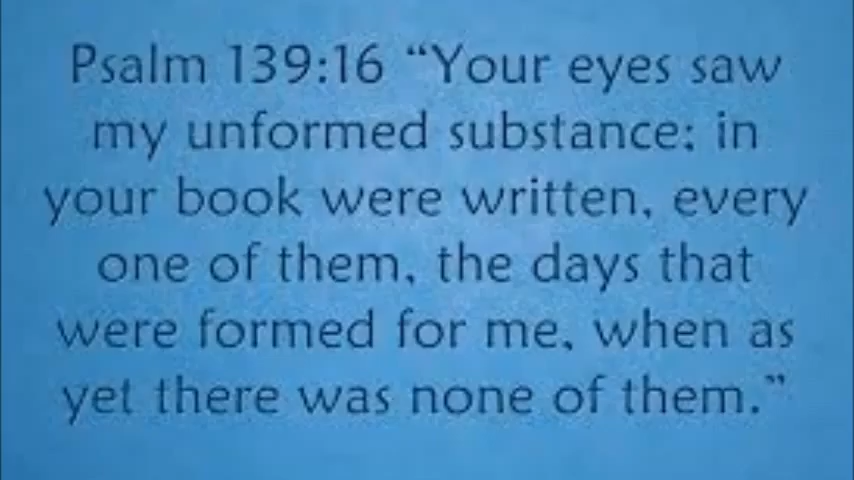 Psalm 139:16 “Your eyes saw
my unformed substance; in
your book were written, every
one of them, the days that
were formed for me, when as
yet there was none of them.”